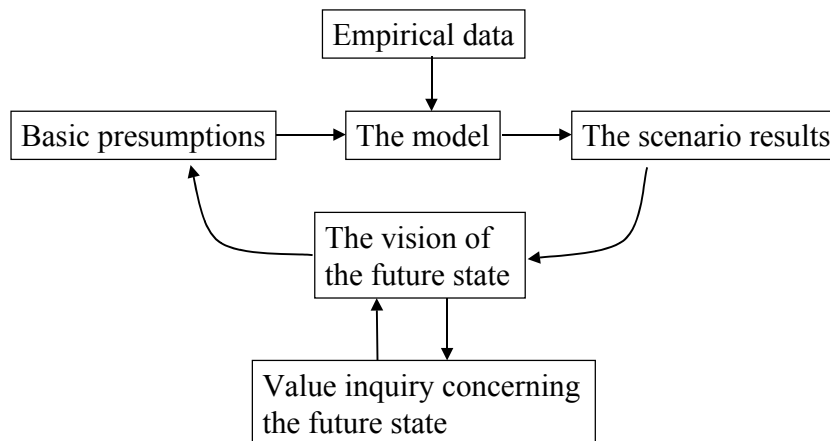 Empirical data
Basic presumptions
The model
The scenario results
The vision of
the future state
Value inquiry concerning
the future state